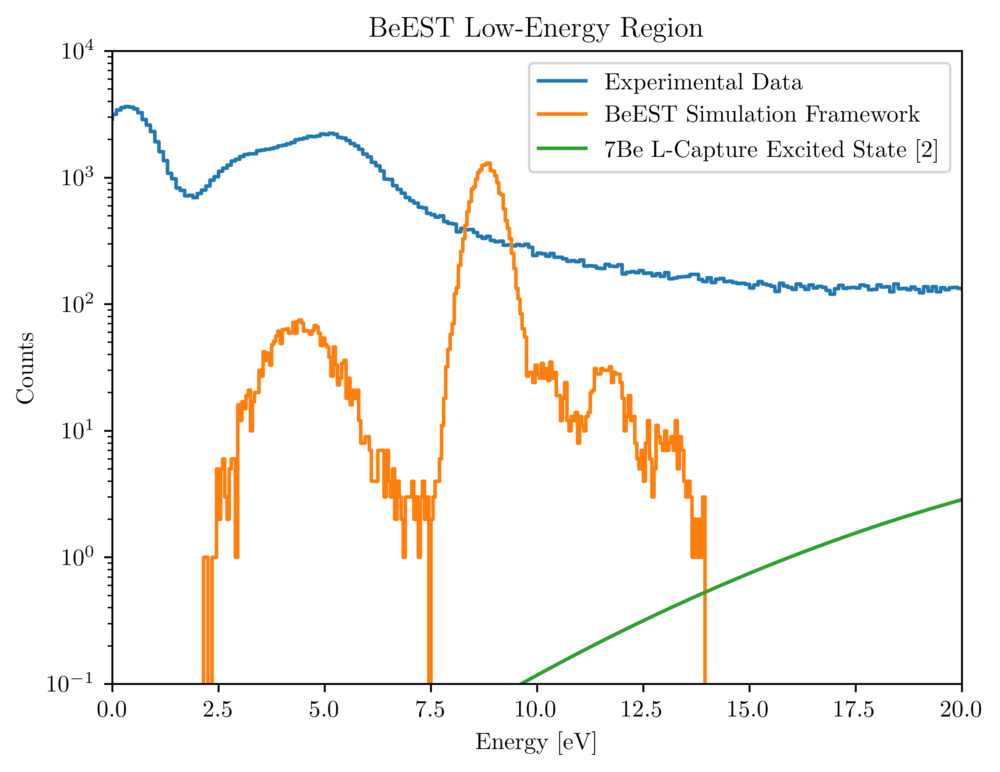 BeEST Low-Energy Region
Experimental Data
BeEST Simulation Framework
7Be L-Capture Excited State [2]
10^4
10^3
10^2
10^1
10^0
10^−1
Counts
0.0 2.5 5.0 7.5 10.0 12.5 15.0 17.5 20.0
Energy [eV]